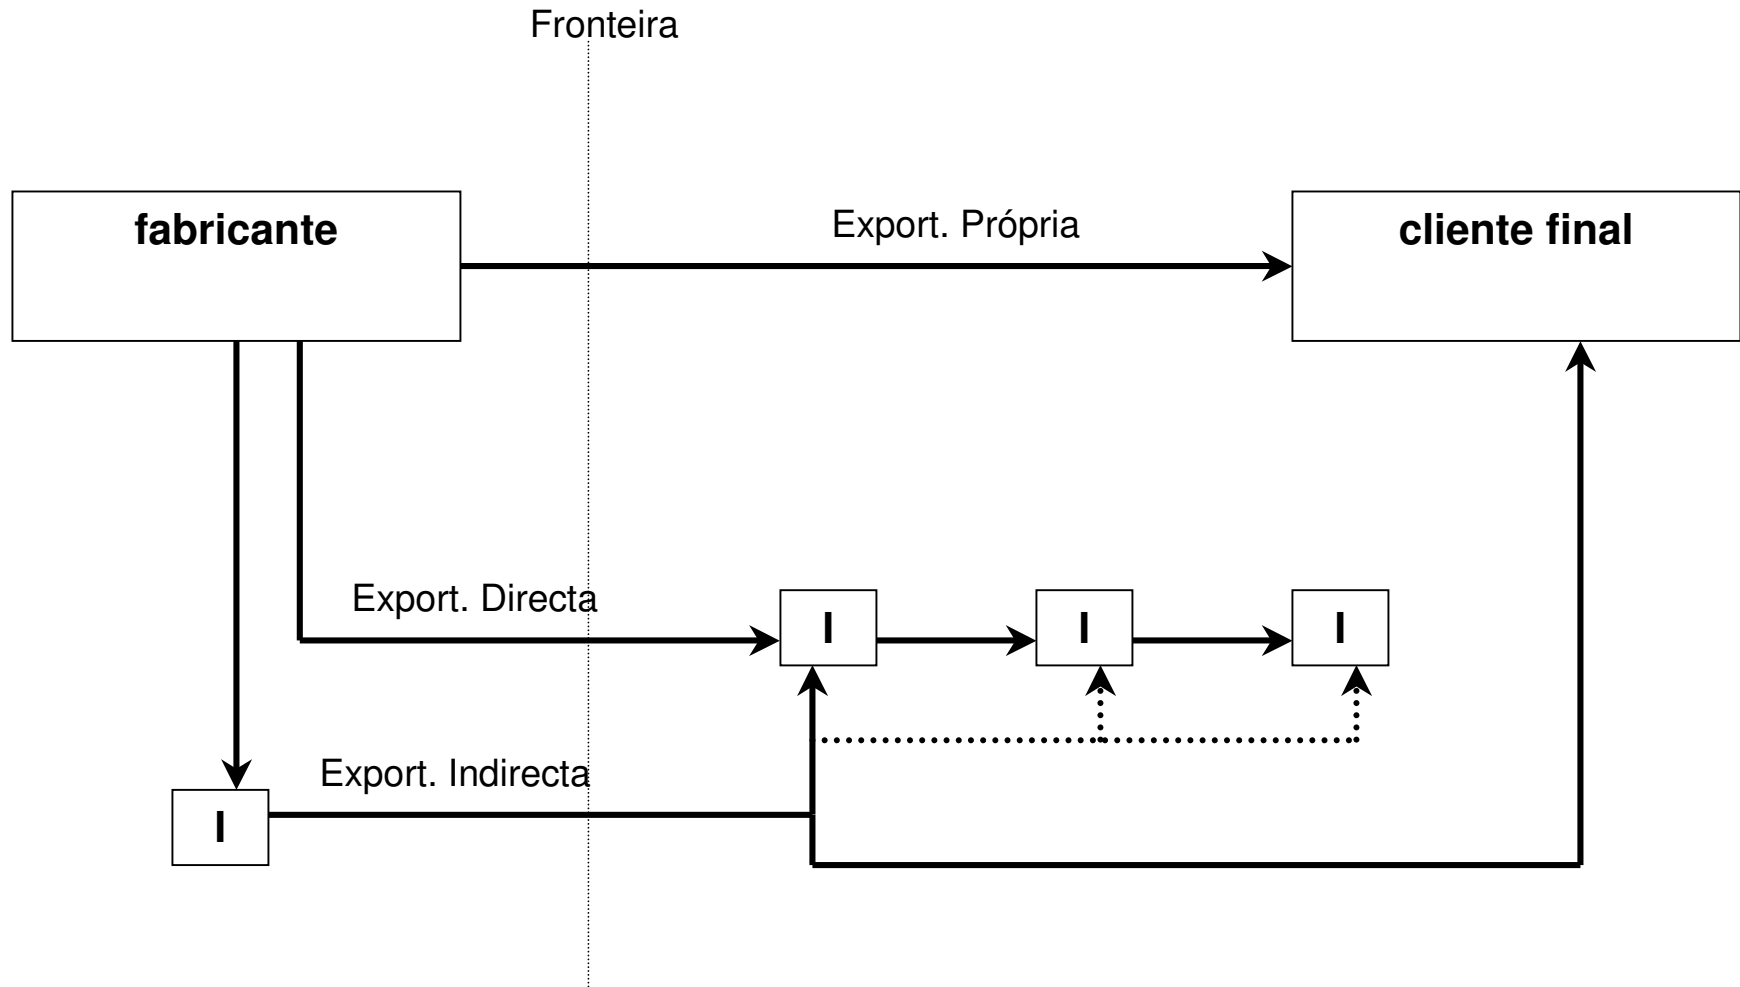 Fronteira
fabricante
Export. Própria
cliente final
Export. Directa
I
I
I
Export. Indirecta
I